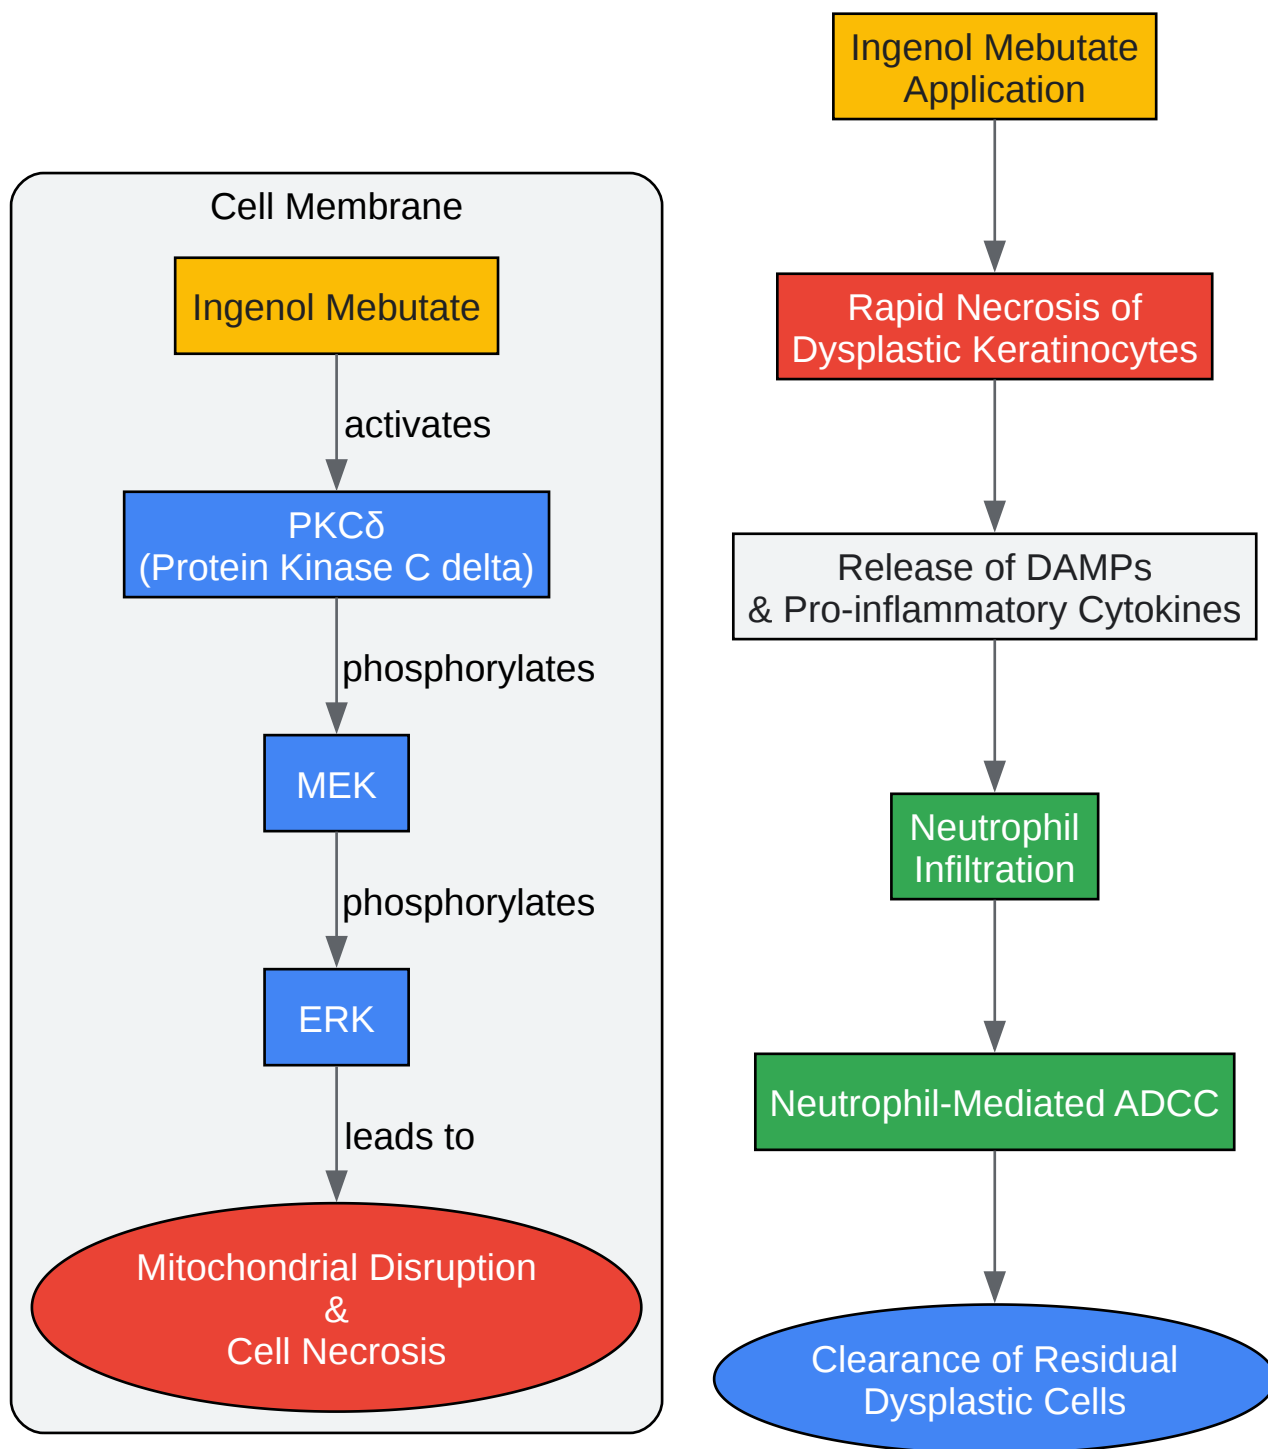 Cell Membrane
Ingenol Mebutate
activates
PKCδ
(Protein Kinase C delta)
phosphorylates
MEK
phosphorylates
ERK
leads to
Mitochondrial Disruption
&
Cell Necrosis
Ingenol Mebutate
Application
Rapid Necrosis of
Dysplastic Keratinocytes
Release of DAMPs
& Pro-inflammatory Cytokines
Neutrophil
Infiltration
Neutrophil-Mediated ADCC
Clearance of Residual
Dysplastic Cells